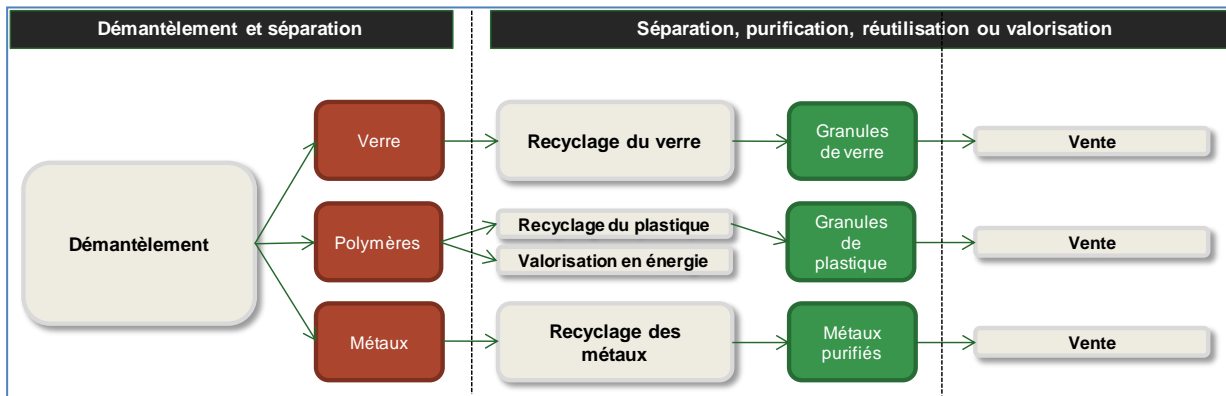 Démantèlement et séparation
Séparation, purification, réutilisation ou valorisation
Démantèlement
Verre
Recyclage du verre
Granules
de verre
Vente
Polymères
Recyclage du plastique
Valorisation en énergie
Granules
de
plastique
Vente
Métaux
Recyclage des
métaux
Métaux
purifiés
Vente